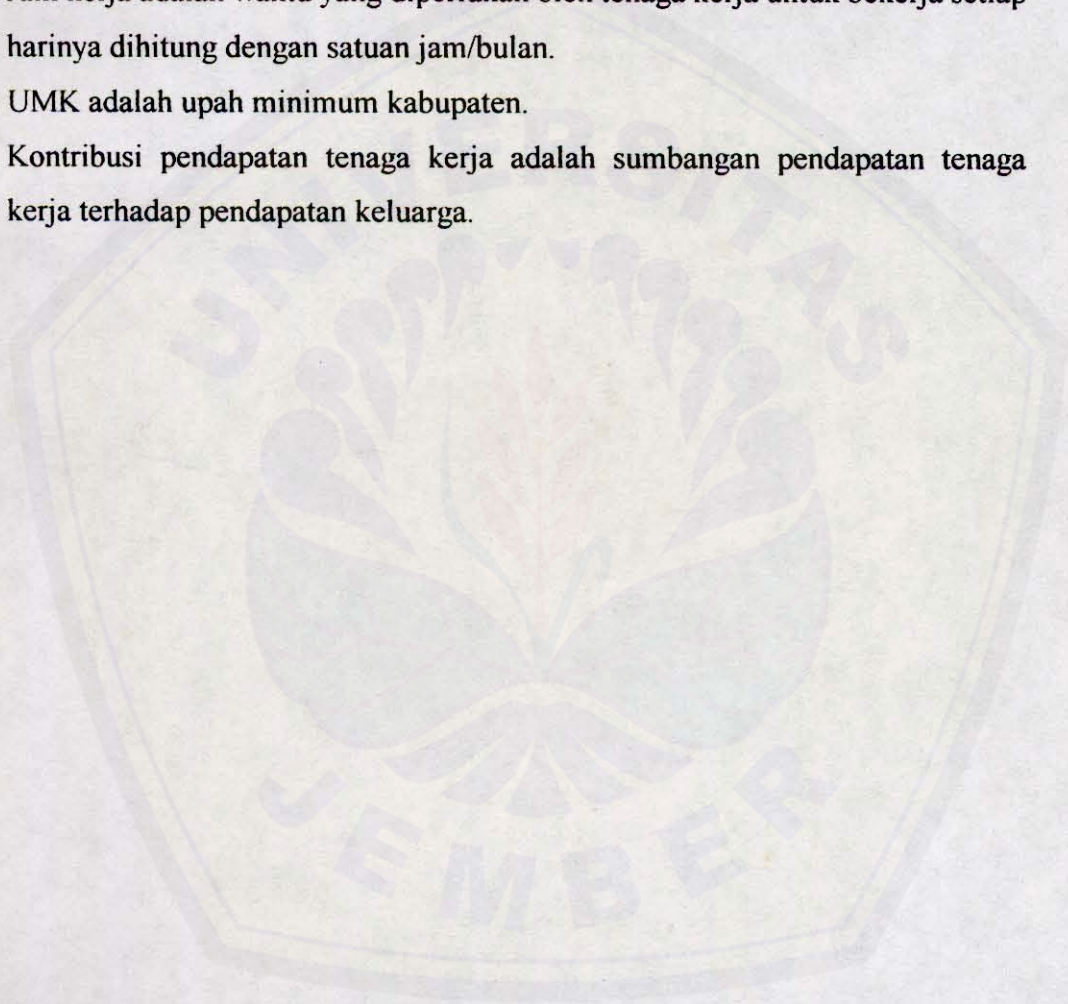 harinya dihitung dengan satuan jam/bulan.
UMK adalah upah minimum kabupaten.
Kontribusi pendapatan tenaga kerja adalah sumbangan pendapatan tenaga
kerja terhadap pendapatan keluarga.
UNIVERSITAS
JEMBER